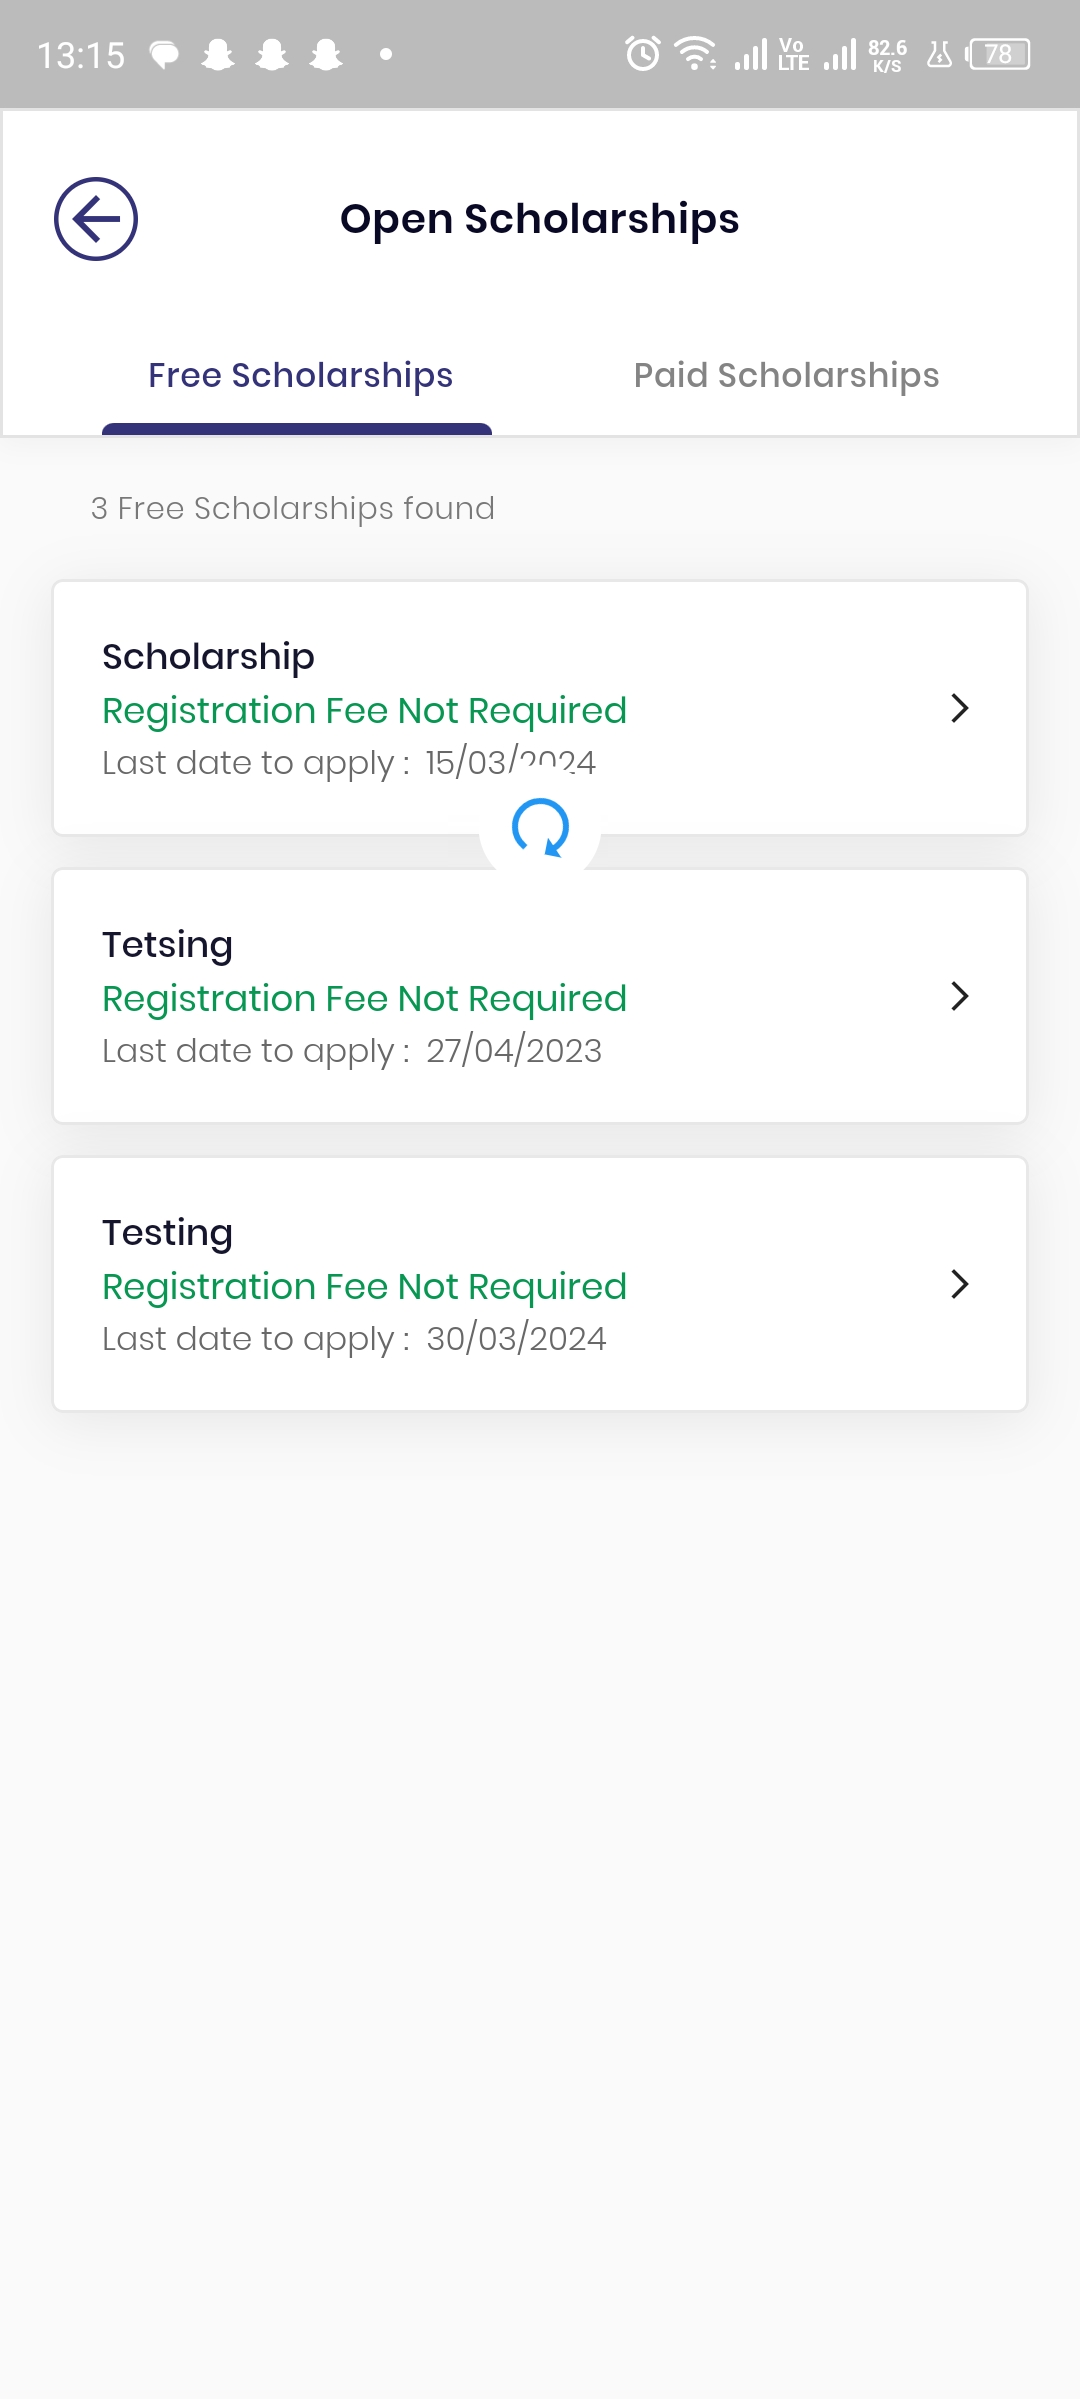 13:15
Vo LTE
82.6 K/S
78
Open Scholarships
Free Scholarships
Paid Scholarships
3 Free Scholarships found
Scholarship
Registration Fee Not Required
Last date to apply : 15/03/2024
Tetsing
Registration Fee Not Required
Last date to apply : 27/04/2023
Testing
Registration Fee Not Required
Last date to apply : 30/03/2024